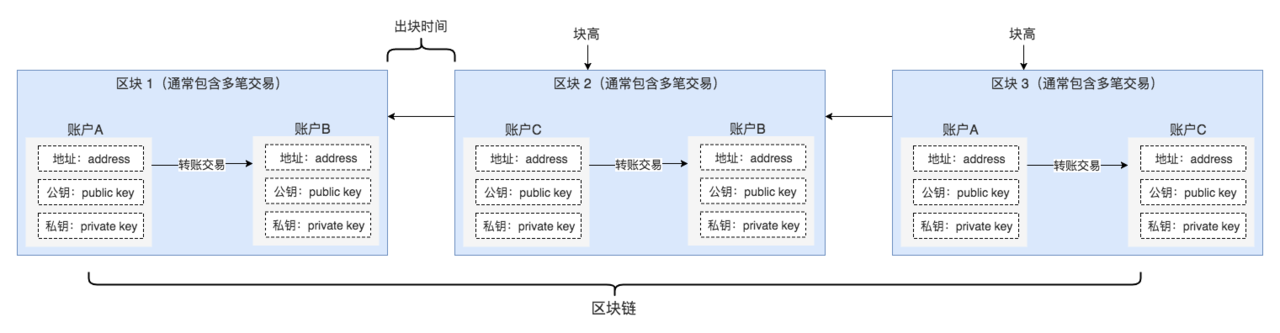 出块时间
块高
块高
区块 1（通常包含多笔交易）
区块 2（通常包含多笔交易）
区块 3（通常包含多笔交易）
账户A
地址：address
公钥：public key
私钥：private key
转账交易
账户B
地址：address
公钥：public key
私钥：private key
账户C
地址：address
公钥：public key
私钥：private key
转账交易
账户B
地址：address
公钥：public key
私钥：private key
账户A
地址：address
公钥：public key
私钥：private key
转账交易
账户C
地址：address
公钥：public key
私钥：private key
区块链